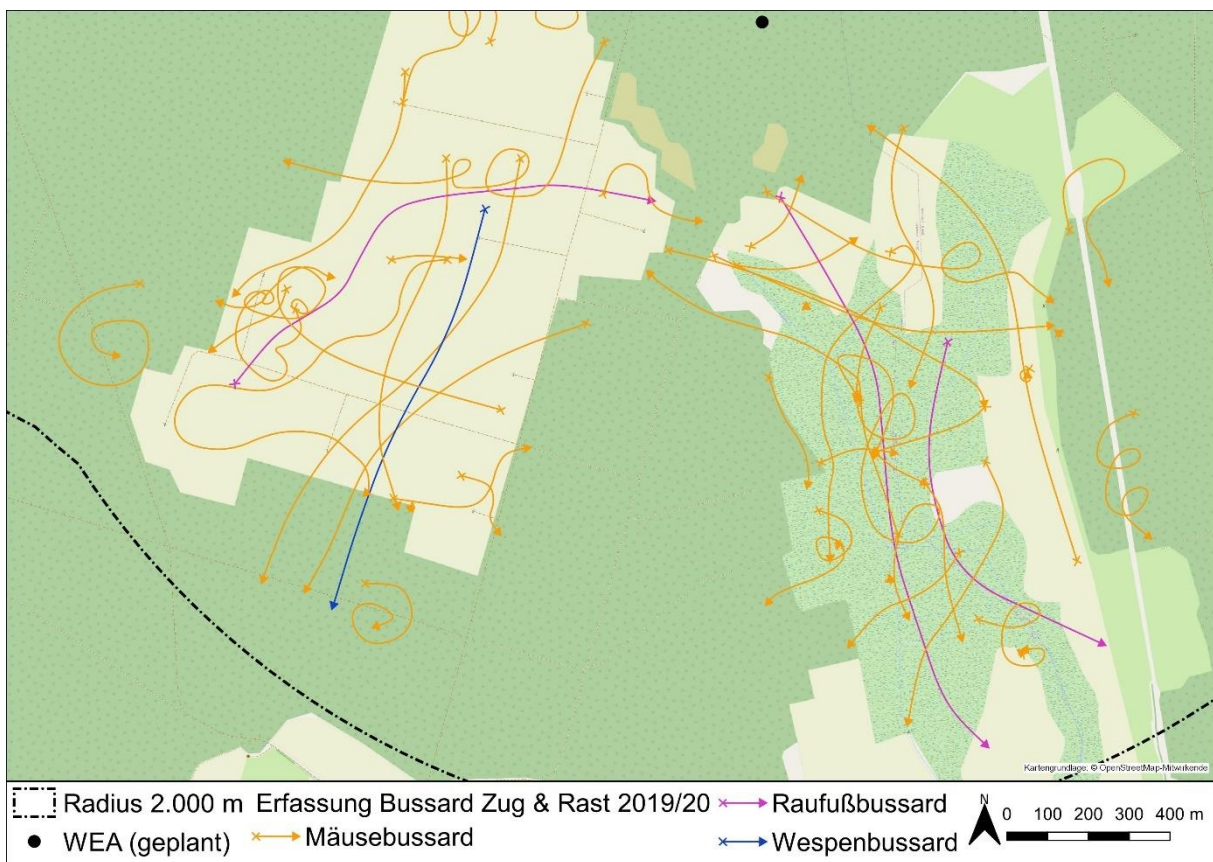 Kartengrundlage: © OpenStreetMap-Mitwirkende
Radius 2.000 m Erfassung Bussard Zug & Rast 2019/20 Raufußbussard
WEA (geplant) Mäusebussard Wespenbussard
N
0 100 200 300 400 m